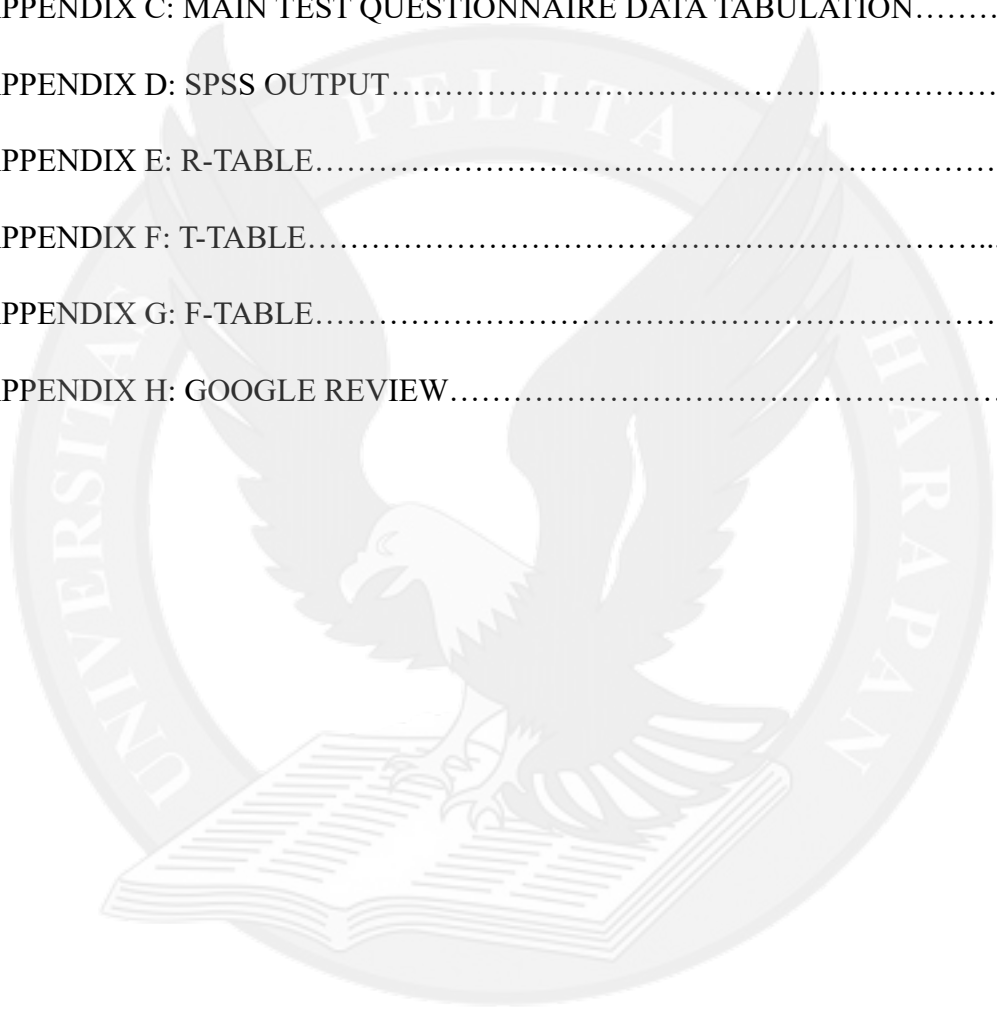 PPENDIX C: MAIN TEST QUESTIONNAIRE DATA TABULATION………
PPENDIX D: SPSS OUTPUT………………………………………………………
PPENDIX E: R-TABLE………………………………………………………………
PPENDIX F: T-TABLE……………………………………………………………...
PPENDIX G: F-TABLE………………………………………………………………
PPENDIX H: GOOGLE REVIEW…………………………………………………
UNIVERSITAS PELITA HARAPAN